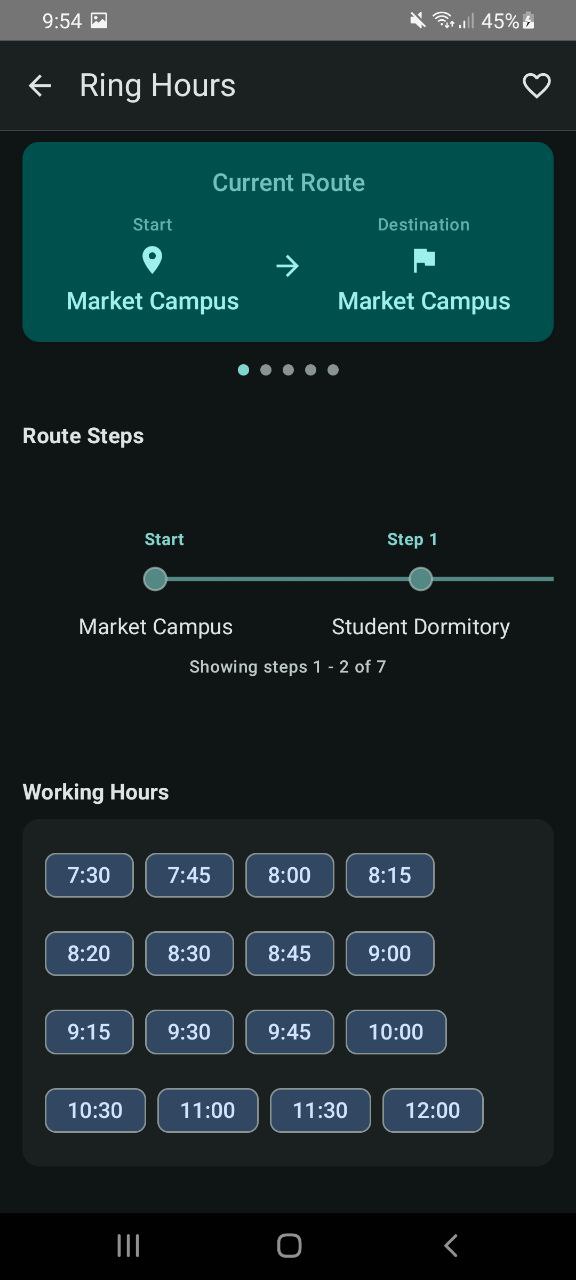 9:54 45%
Ring Hours
Current Route
Start Destination
Market Campus Market Campus
Route Steps
Start Step 1
Market Campus Student Dormitory
Showing steps 1 - 2 of 7
Working Hours
7:30 7:45 8:00 8:15
8:20 8:30 8:45 9:00
9:15 9:30 9:45 10:00
10:30 11:00 11:30 12:00